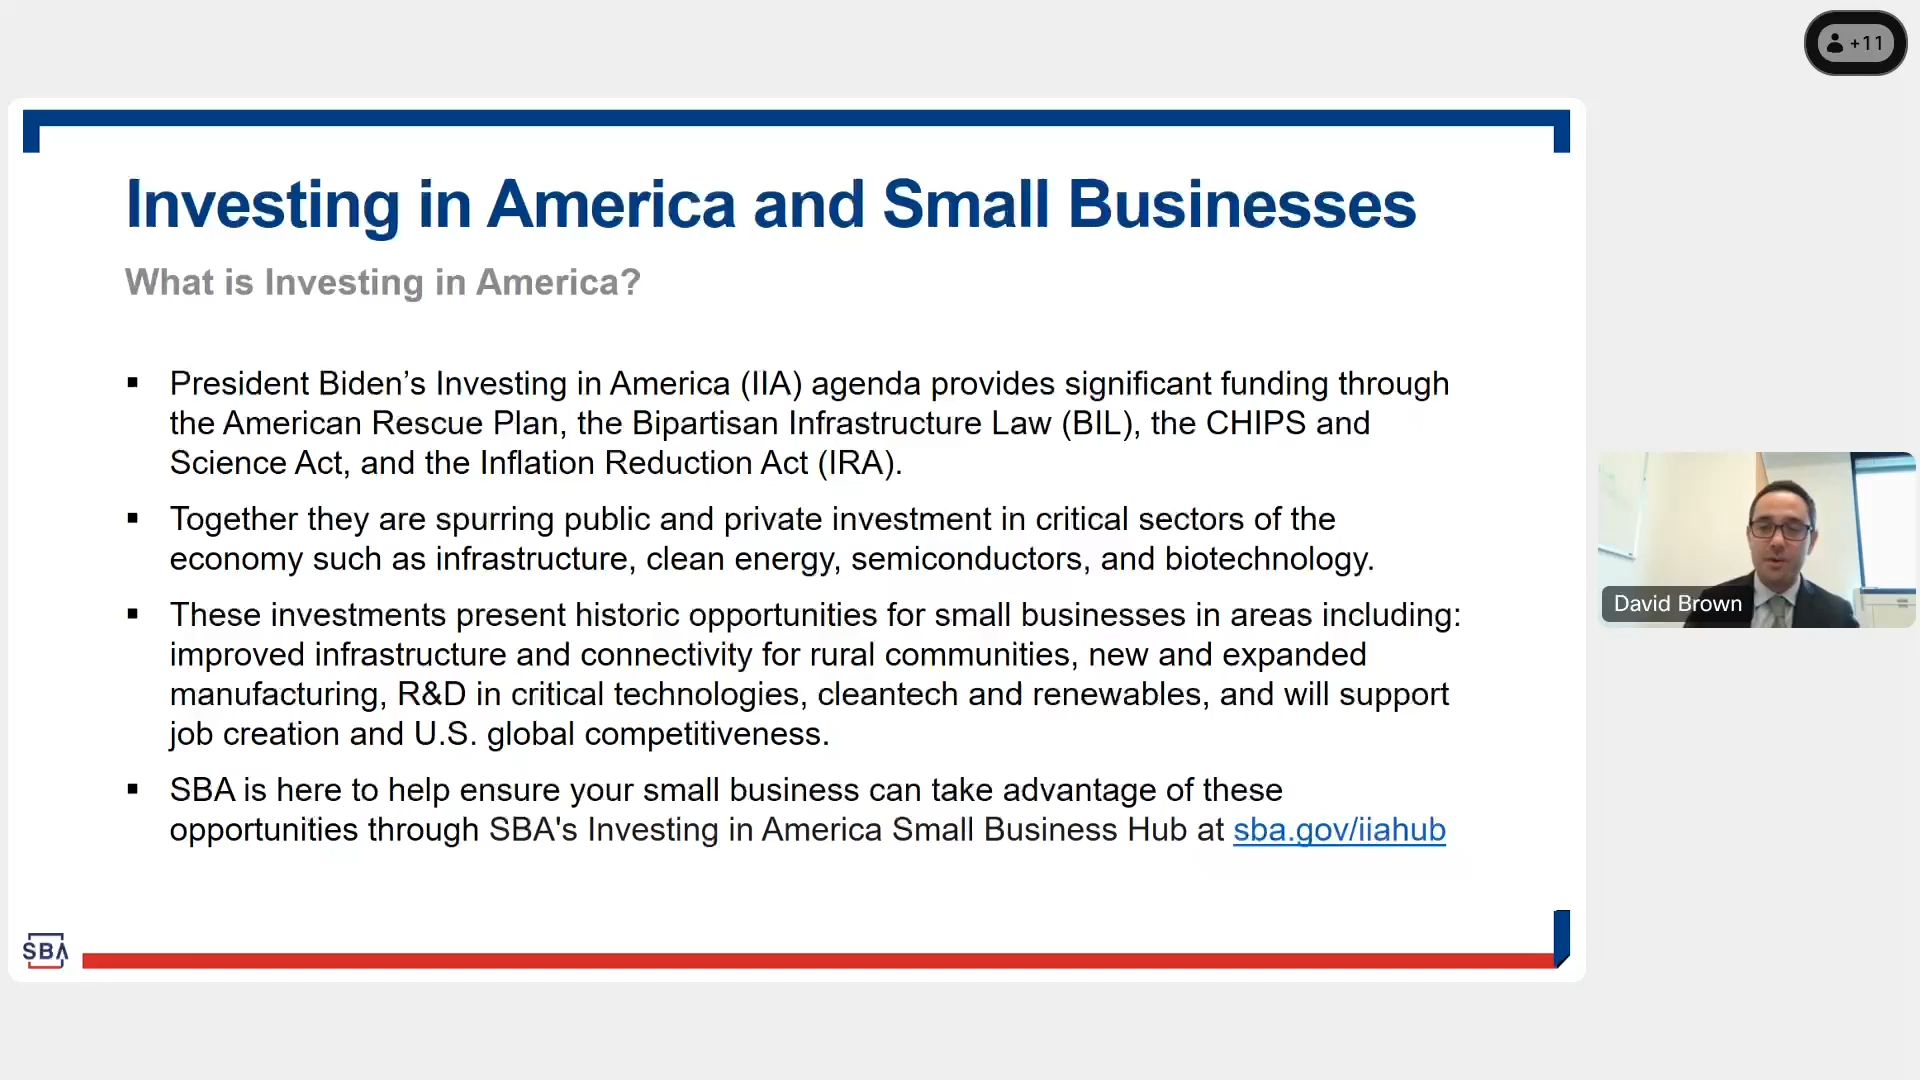 +11
Investing in America and Small Businesses
What is Investing in America?
▪ President Biden’s Investing in America (IIA) agenda provides significant funding through
the American Rescue Plan, the Bipartisan Infrastructure Law (BIL), the CHIPS and
Science Act, and the Inflation Reduction Act (IRA).
▪ Together they are spurring public and private investment in critical sectors of the
economy such as infrastructure, clean energy, semiconductors, and biotechnology.
▪ These investments present historic opportunities for small businesses in areas including:
improved infrastructure and connectivity for rural communities, new and expanded
manufacturing, R&D in critical technologies, cleantech and renewables, and will support
job creation and U.S. global competitiveness.
▪ SBA is here to help ensure your small business can take advantage of these
opportunities through SBA's Investing in America Small Business Hub at sba.gov/iiahub
David Brown
SBA